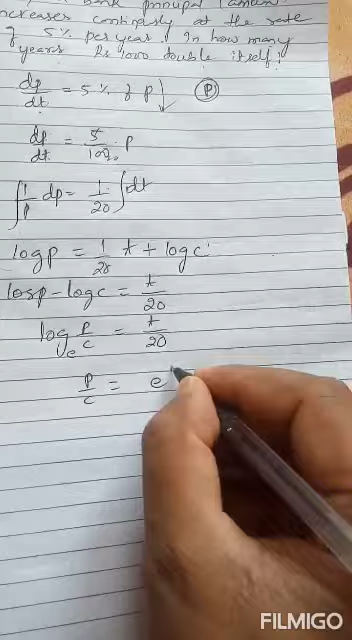 bank principal
increases continously at the rate
of 5% per year. In how many
years Rs 1000 double itself?
dp/dt = 5% of p ↓ (P)
dp/dt = 5/100 p
∫ 1/p dp = 1/20 ∫ dt
log p = 1/20 t + log c
log p - log c = t/20
log_e p/c = t/20
p/c = e
FILMIGO